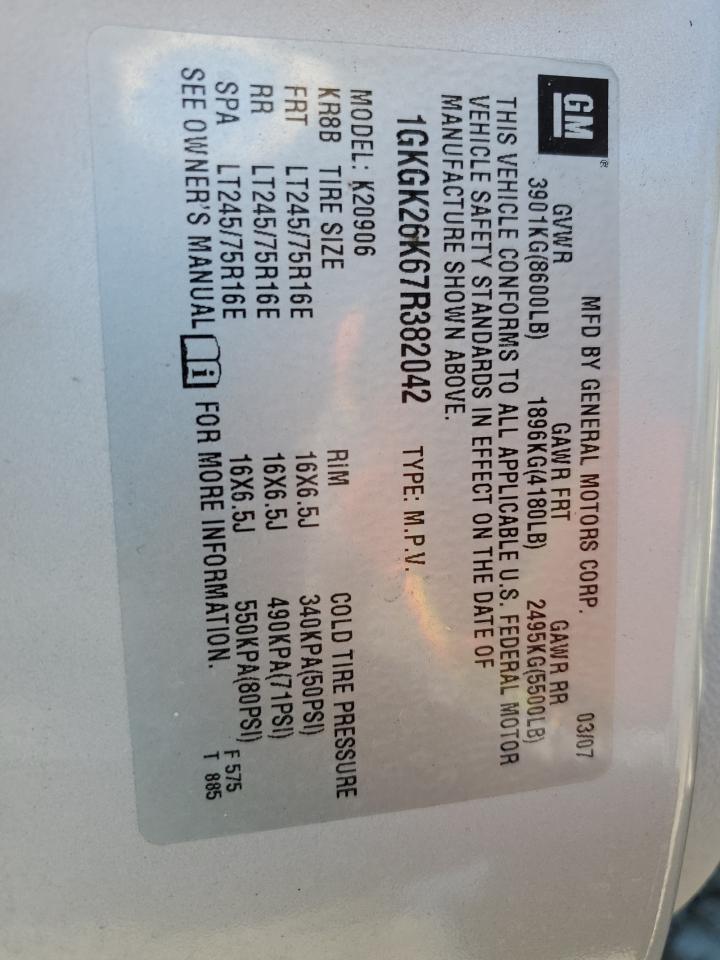 GM
MFD BY GENERAL MOTORS CORP. 03/07
GVWR GAWR FRT GAWR RR
3901KG(8600LB) 1896KG(4180LB) 2495KG(5500LB)
THIS VEHICLE CONFORMS TO ALL APPLICABLE U.S. FEDERAL MOTOR
VEHICLE SAFETY STANDARDS IN EFFECT ON THE DATE OF
MANUFACTURE SHOWN ABOVE.
1GKGK26K67R382042 TYPE: M.P.V.
MODEL: K20906
KR8B TIRE SIZE RIM COLD TIRE PRESSURE
FRT LT245/75R16E 16X6.5J 340KPA(50PSI)
RR LT245/75R16E 16X6.5J 490KPA(71PSI)
SPA LT245/75R16E 16X6.5J 550KPA(80PSI)
SEE OWNER'S MANUAL i FOR MORE INFORMATION.
F 575
T 885